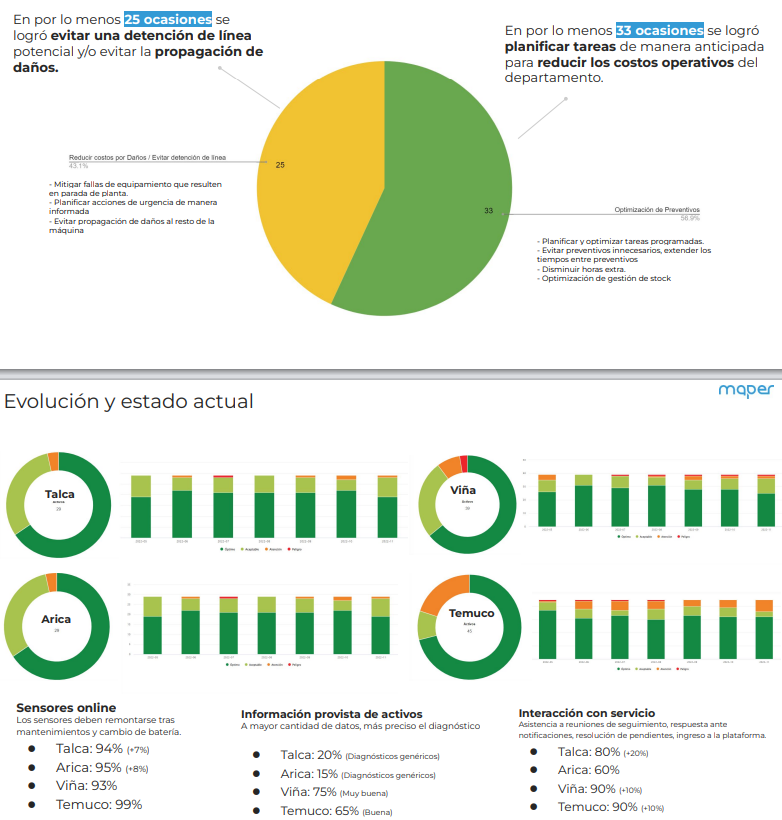 En por lo menos 25 ocasiones se
logró evitar una detención de línea
potencial y/o evitar la propagación de
daños.
En por lo menos 33 ocasiones se logró
planificar tareas de manera anticipada
para reducir los costos operativos del
departamento.
Reducir costos por Daños / Evitar detención de línea
43.1%
25
- Mitigar fallas de equipamiento que resulten
en parada de planta.
- Planificar acciones de urgencia de manera
informada
- Evitar propagación de daños al resto de la
máquina
33
Optimización de Preventivos
56.9%
- Planificar y optimizar tareas programadas.
- Evitar preventivos innecesarios, extender los
tiempos entre preventivos
- Disminuir horas extra.
- Optimización de gestión de stock
maper
Evolución y estado actual
Talca
Activos
Viña
Activos
Arica
Activos
Temuco
Activos
45
Sensores online
Los sensores deben remontarse tras
mantenimientos y cambio de batería.
● Talca: 94% (+7%)
● Arica: 95% (+8%)
● Viña: 93%
● Temuco: 99%
Información provista de activos
A mayor cantidad de datos, más preciso el diagnóstico
● Talca: 20% (Diagnósticos genéricos)
● Arica: 15% (Diagnósticos genéricos)
● Viña: 75% (Muy buena)
● Temuco: 65% (Buena)
Interacción con servicio
Asistencia a reuniones de seguimiento, respuesta ante
notificaciones, resolución de pendientes, ingreso a la plataforma.
● Talca: 80% (+20%)
● Arica: 60%
● Viña: 90% (+10%)
● Temuco: 90% (+10%)